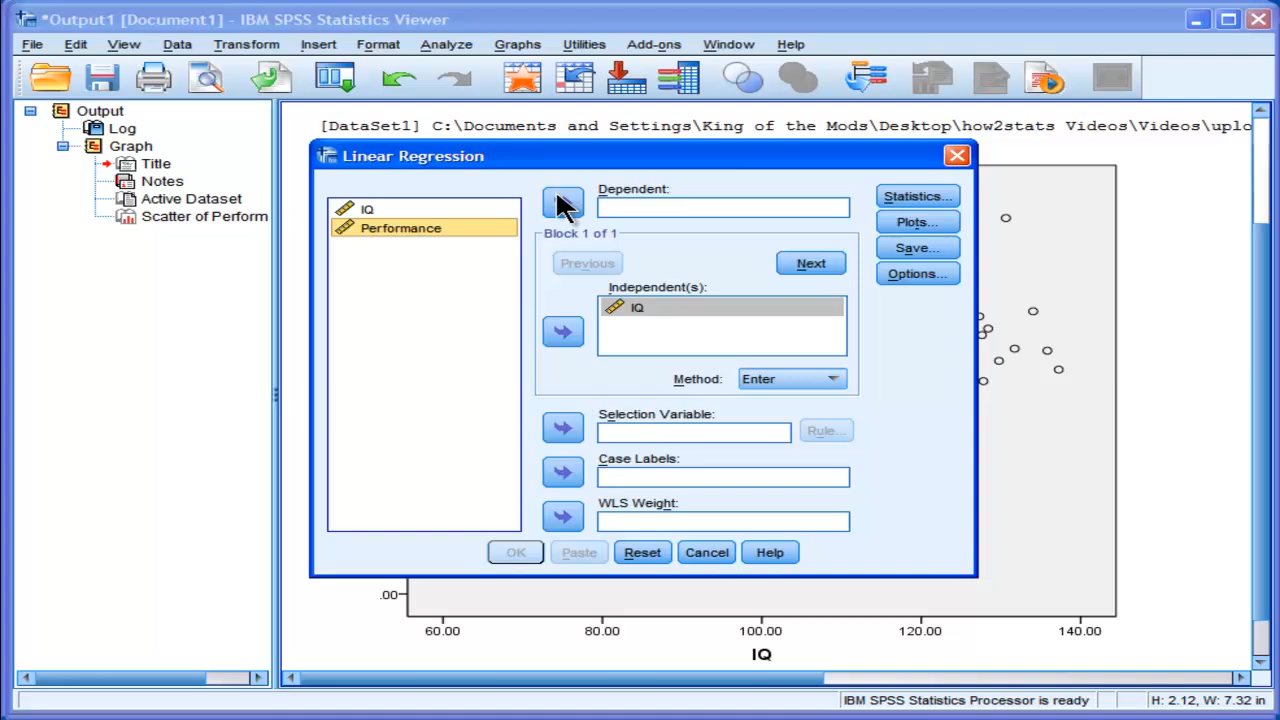 *Output1 [Document1] - IBM SPSS Statistics Viewer
File Edit View Data Transform Insert Format Analyze Graphs Utilities Add-ons Window Help
Output
Log
Graph
Title
Notes
Active Dataset
Scatter of Perform
[DataSet1] C:\Documents and Settings\King of the Mods\Desktop\how2stats Videos\Videos\uplo
Linear Regression
IQ
Performance
Dependent:
Block 1 of 1
Previous Next
Independent(s):
IQ
Method: Enter
Selection Variable:
Rule...
Case Labels:
WLS Weight:
Statistics...
Plots...
Save...
Options...
OK Paste Reset Cancel Help
.00
60.00 80.00 100.00 120.00 140.00
IQ
IBM SPSS Statistics Processor is ready H: 2.12, W: 7.32 in